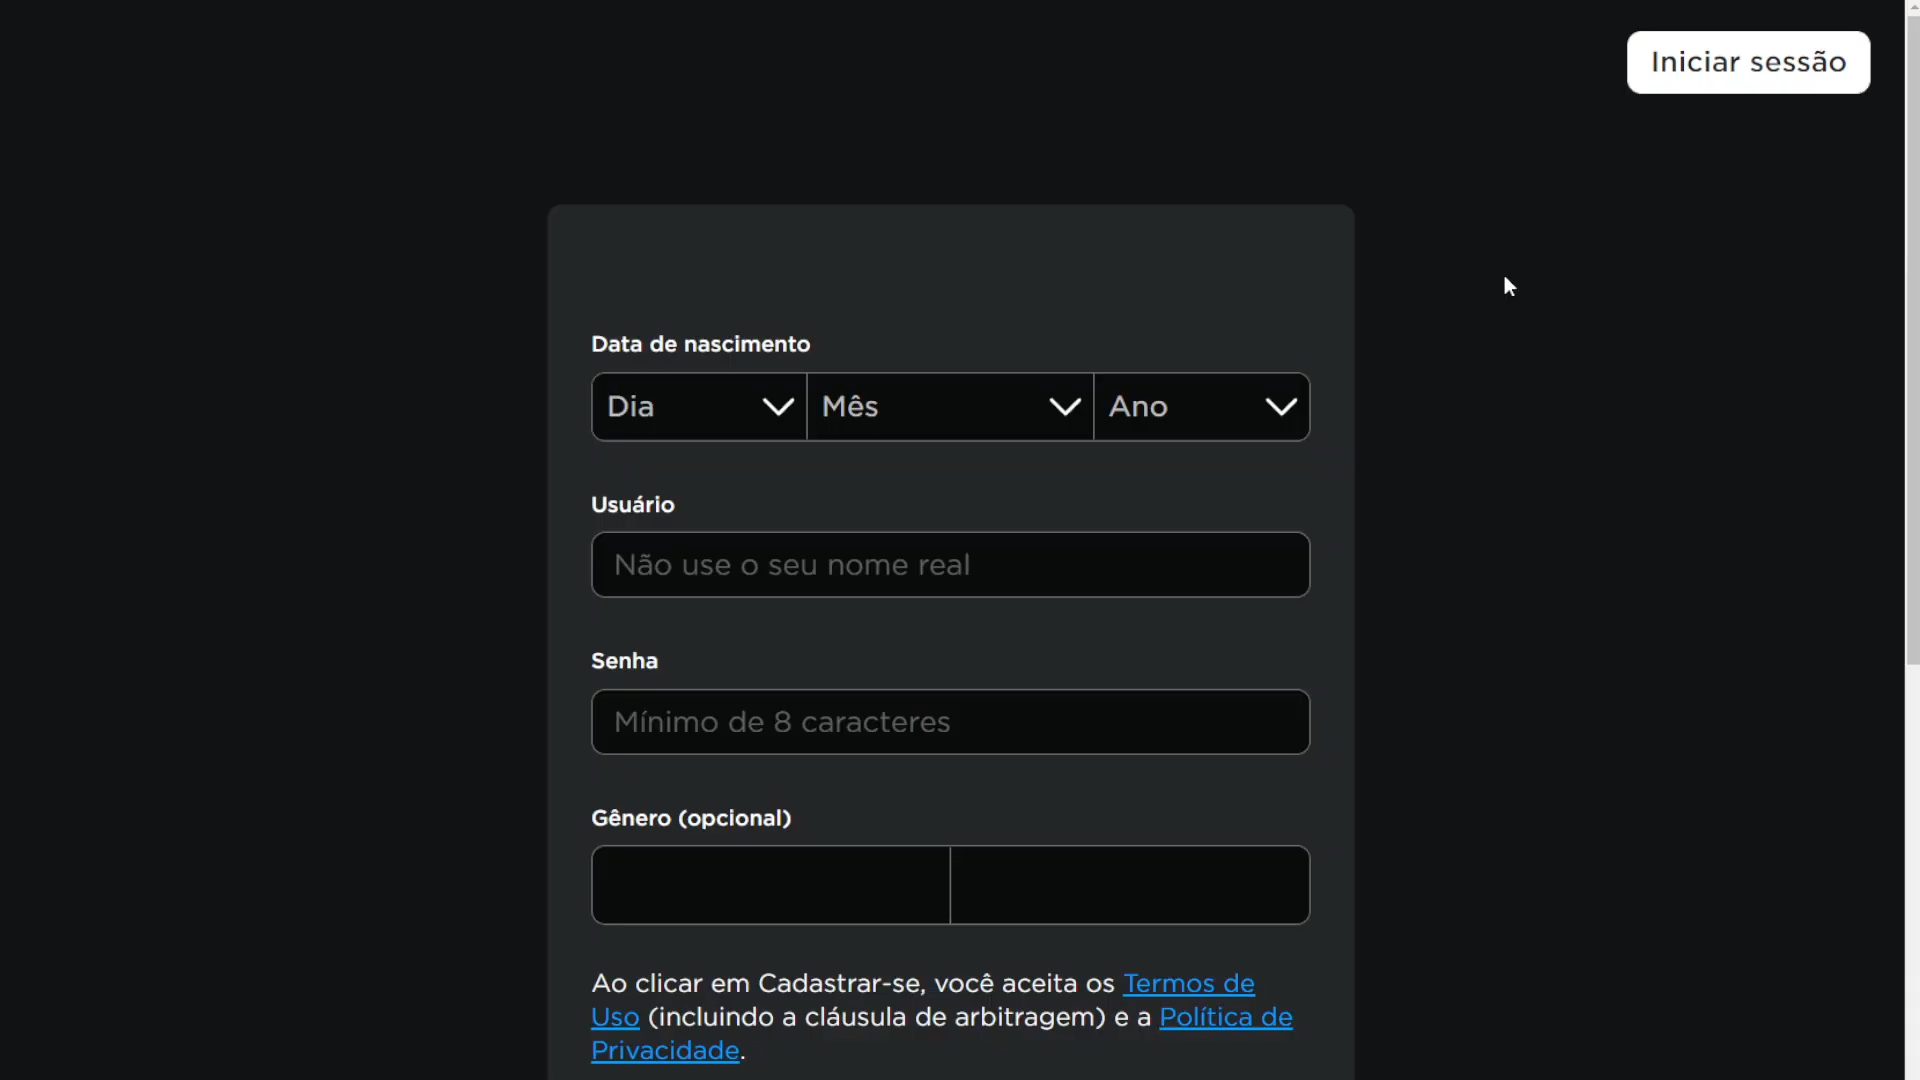 Iniciar sessão
Data de nascimento
Dia Mês Ano
Usuário
Não use o seu nome real
Senha
Mínimo de 8 caracteres
Gênero (opcional)
Ao clicar em Cadastrar-se, você aceita os Termos de
Uso (incluindo a cláusula de arbitragem) e a Política de
Privacidade.